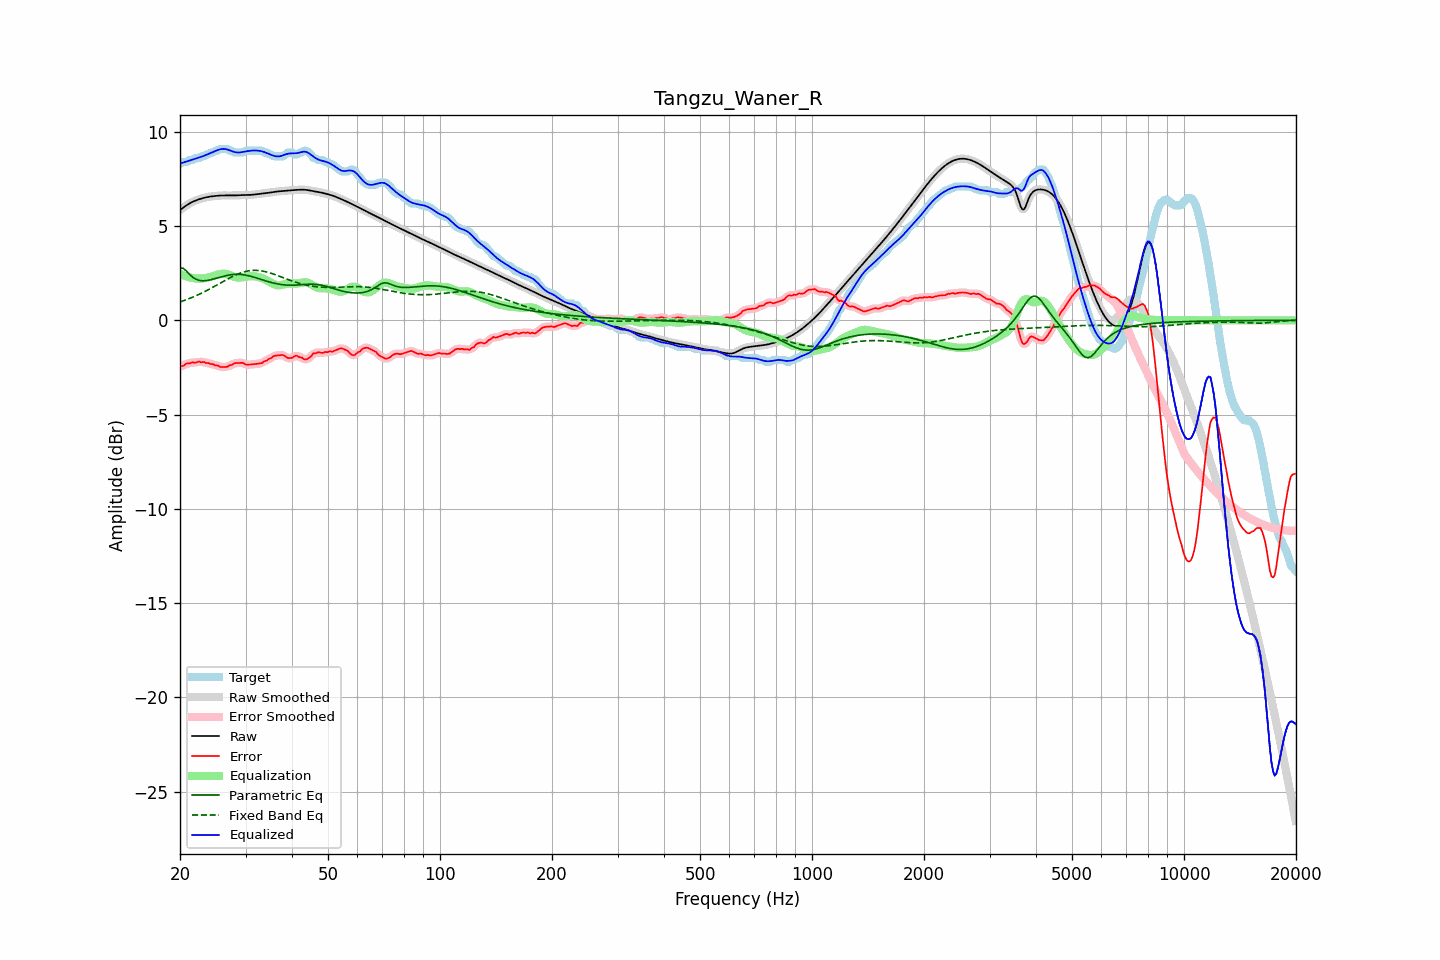 Tangzu_Waner_R
10
5
0
−5
−10
−15
−20
−25
Amplitude (dBr)
Target
Raw Smoothed
Error Smoothed
Raw
Error
Equalization
Parametric Eq
Fixed Band Eq
Equalized
20 50 100 200 500 1000 2000 5000 10000 20000
Frequency (Hz)